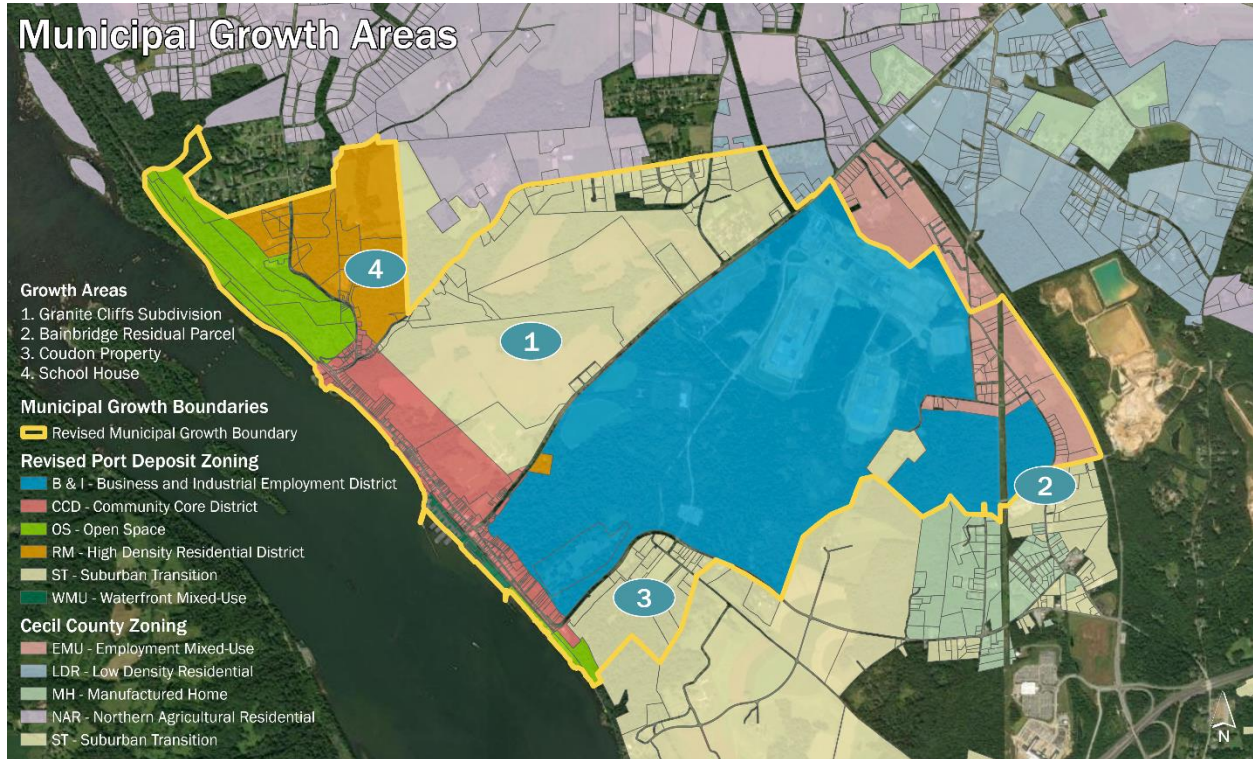 Municipal Growth Areas
Growth Areas
1. Granite Cliffs Subdivision
2. Bainbridge Residual Parcel
3. Coudon Property
4. School House
Municipal Growth Boundaries
Revised Municipal Growth Boundary
Revised Port Deposit Zoning
B & I - Business and Industrial Employment District
CCD - Community Core District
OS - Open Space
RM - High Density Residential District
ST - Suburban Transition
WMU - Waterfront Mixed-Use
Cecil County Zoning
EMU - Employment Mixed-Use
LDR - Low Density Residential
MH - Manufactured Home
NAR - Northern Agricultural Residential
ST - Suburban Transition
4
1
2
3
N